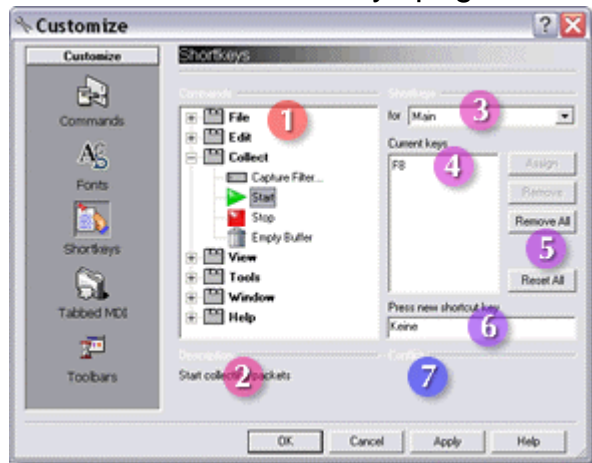 Customize
Customize
Commands
Fonts
Shortkeys
Tabbed MDI
Toolbars
Shortkeys
Commands
File
Edit
Collect
Capture Filter...
Start
Stop
Empty Buffer
View
Tools
Window
Help
1
Description
Start collecting packets
2
Shortkeys
for Main
3
Current keys
F8
4
Assign
Remove
Remove All
5
Reset All
Press new shortcut key
Keine
6
7
OK
Cancel
Apply
Help